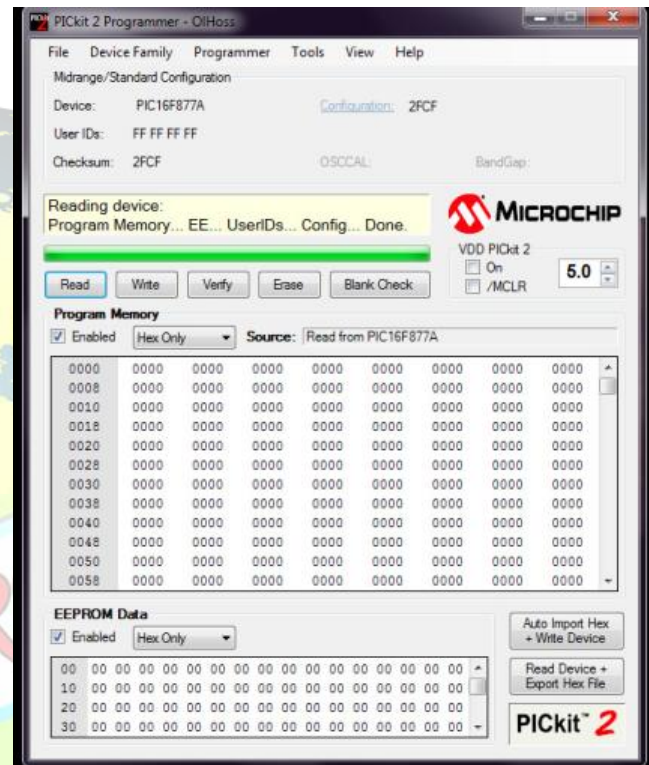 PICkit 2 Programmer - OlHoss
File Device Family Programmer Tools View Help
Midrange/Standard Configuration
Device: PIC16F877A Configuration: 2FCF
User IDs: FF FF FF FF
Checksum: 2FCF OSCCAL: BandGap:
Reading device:
Program Memory... EE... UserIDs... Config... Done.
MICROCHIP
VDD PICkit 2
On
/MCLR
5.0
Read Write Verify Erase Blank Check
Program Memory
Enabled Hex Only Source: Read from PIC16F877A
0000 0000 0000 0000 0000 0000 0000 0000 0000
0008 0000 0000 0000 0000 0000 0000 0000 0000
0010 0000 0000 0000 0000 0000 0000 0000 0000
0018 0000 0000 0000 0000 0000 0000 0000 0000
0020 0000 0000 0000 0000 0000 0000 0000 0000
0028 0000 0000 0000 0000 0000 0000 0000 0000
0030 0000 0000 0000 0000 0000 0000 0000 0000
0038 0000 0000 0000 0000 0000 0000 0000 0000
0040 0000 0000 0000 0000 0000 0000 0000 0000
0048 0000 0000 0000 0000 0000 0000 0000 0000
0050 0000 0000 0000 0000 0000 0000 0000 0000
0058 0000 0000 0000 0000 0000 0000 0000 0000
EEPROM Data
Enabled Hex Only
00 00 00 00 00 00 00 00 00 00 00 00 00 00 00 00 00
10 00 00 00 00 00 00 00 00 00 00 00 00 00 00 00 00
20 00 00 00 00 00 00 00 00 00 00 00 00 00 00 00 00
30 00 00 00 00 00 00 00 00 00 00 00 00 00 00 00 00
Auto Import Hex
+ Write Device
Read Device +
Export Hex File
PICkit™ 2